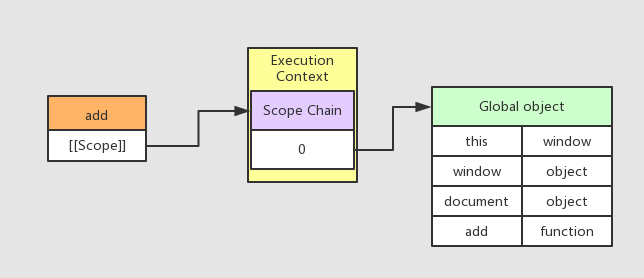 add
[[Scope]]
Execution
Context
Scope Chain
0
Global object
this window
window object
document object
add function